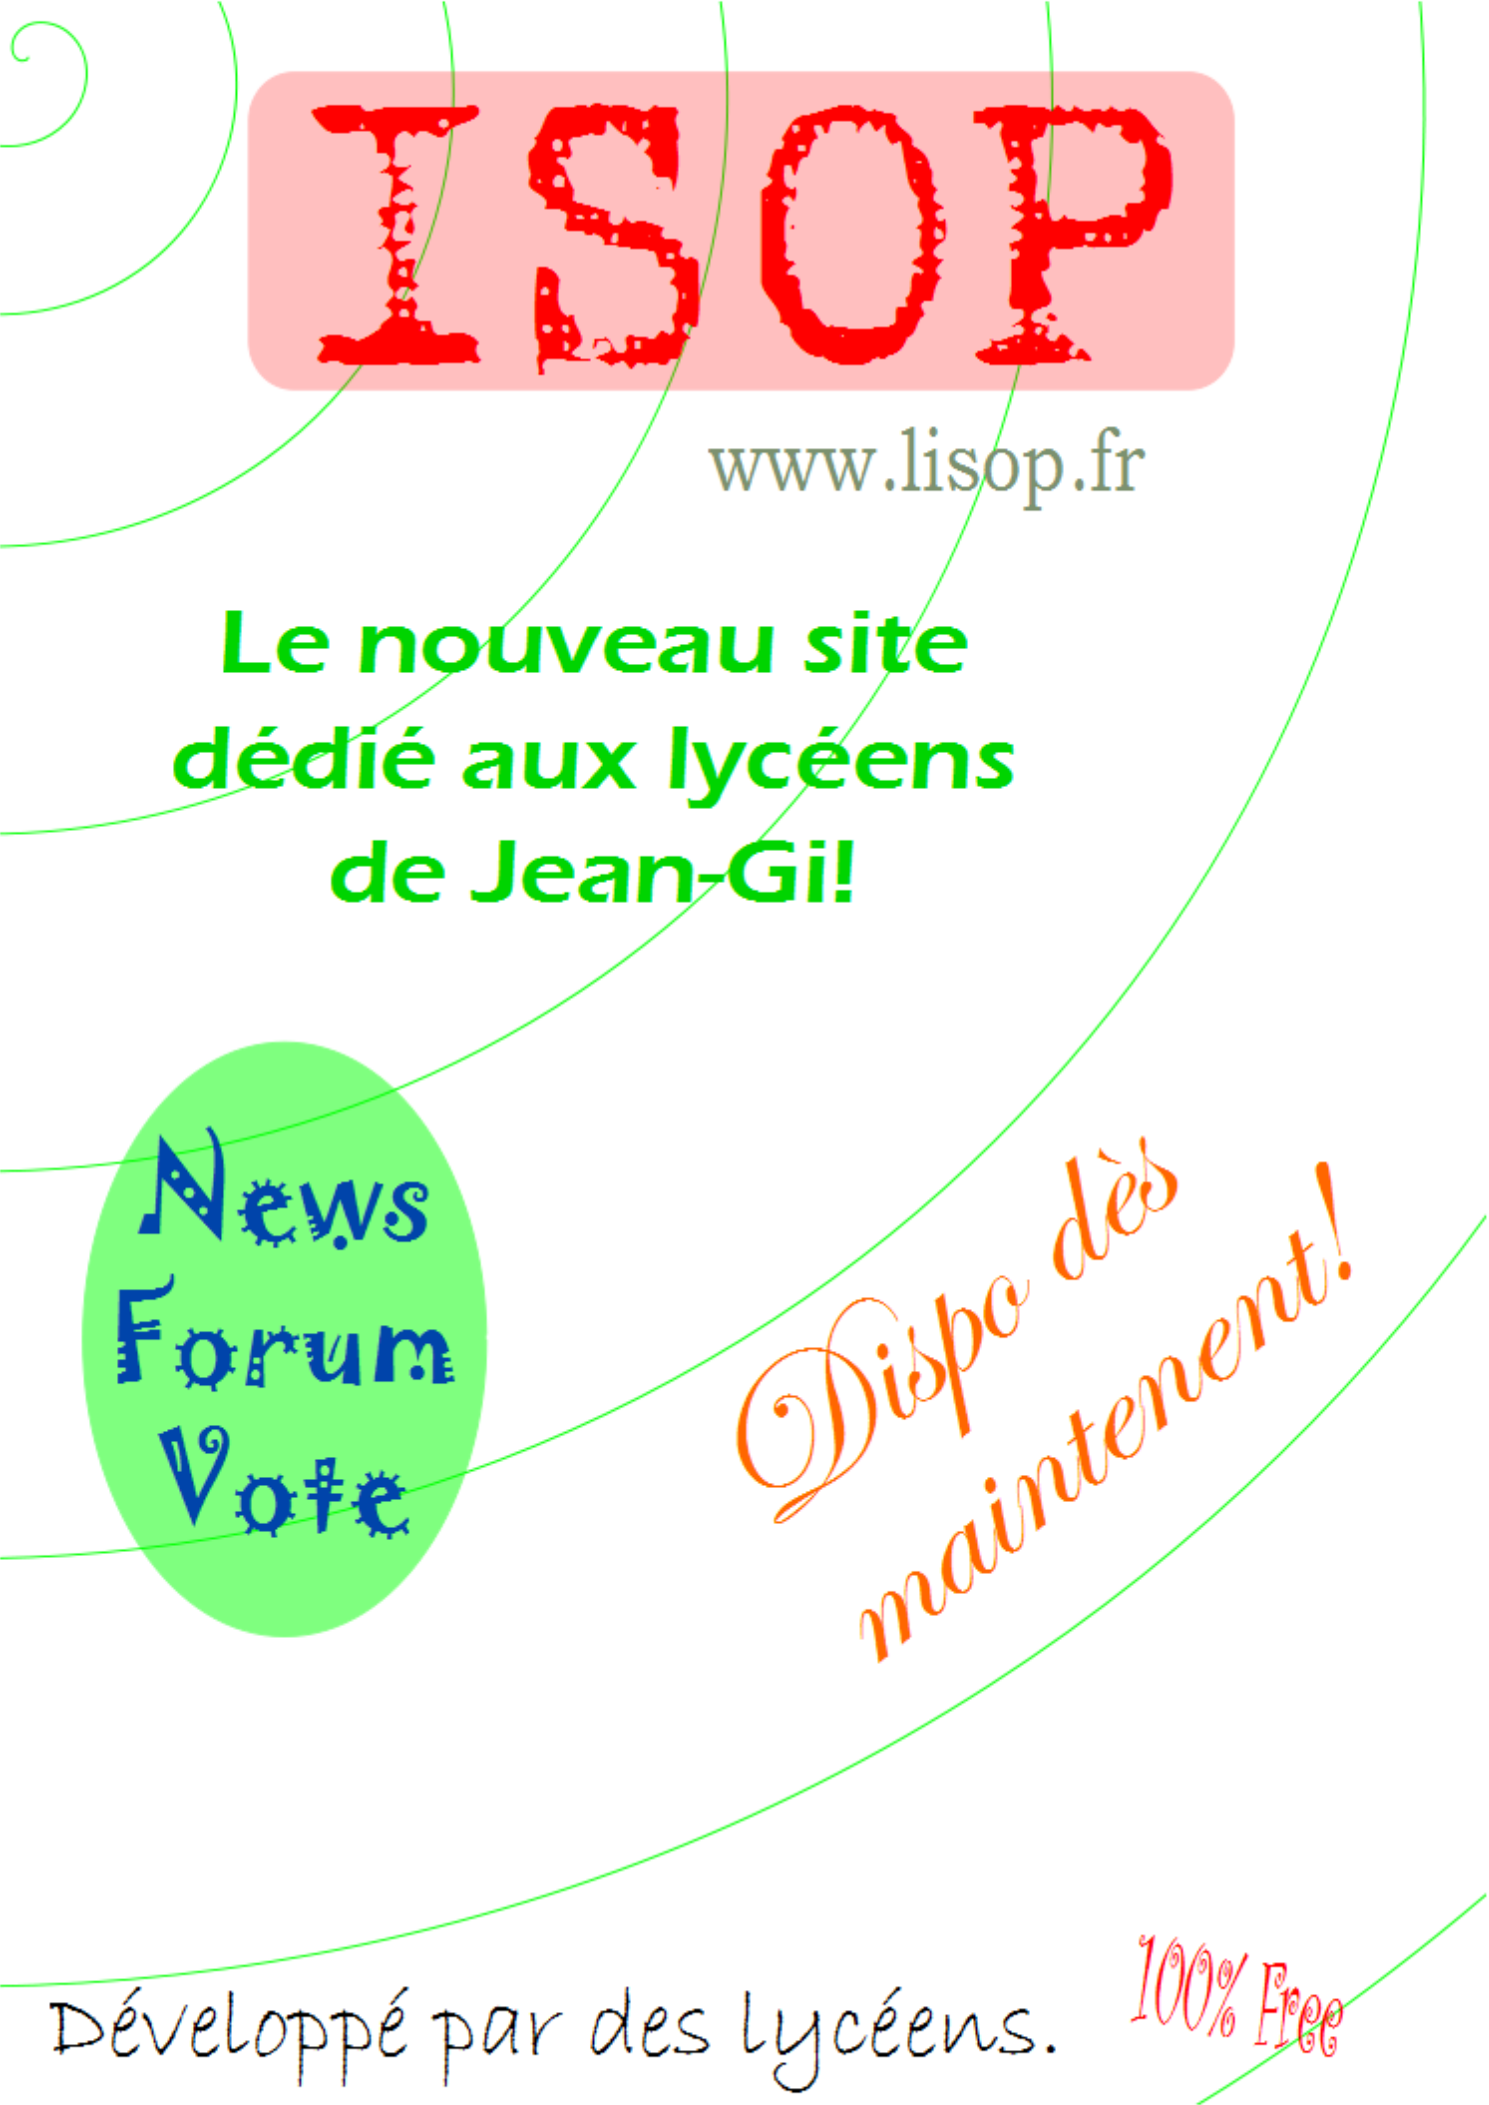 ISOP
www.lisop.fr
Le nouveau site
dédié aux lycéens
de Jean-Gi!
News
Forum
Vote
Dispo dès
maintenent!
Développé par des lycéens.
100% Free